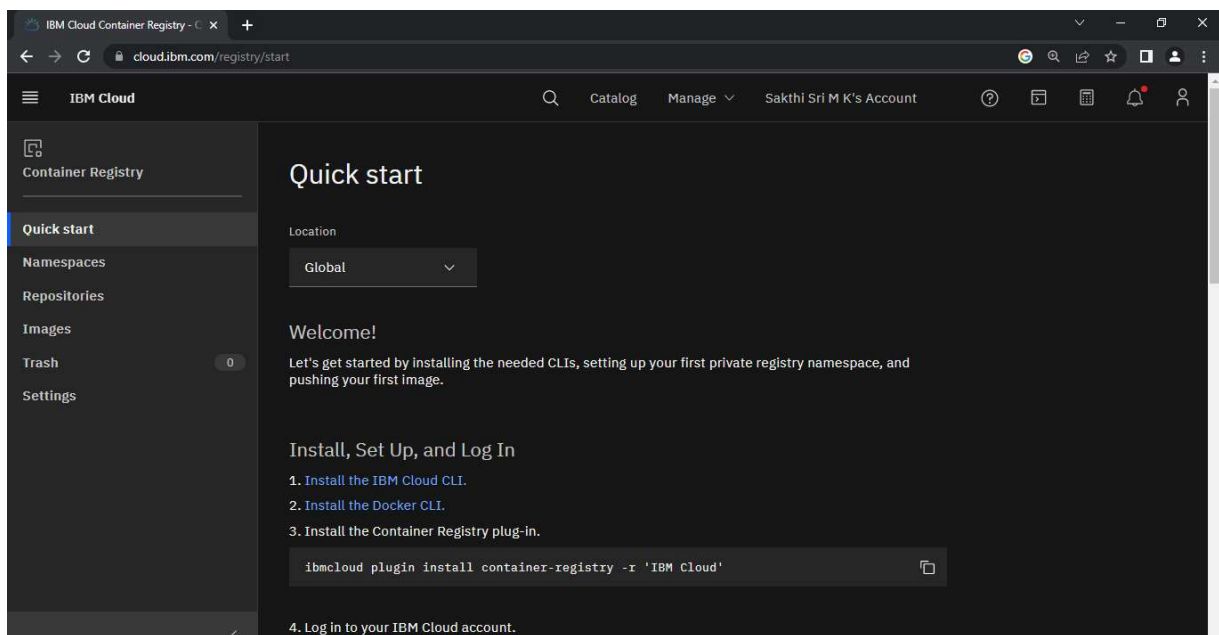 IBM Cloud Container Registry - C
cloud.ibm.com/registry/start
IBM Cloud
Catalog
Manage
Sakthi Sri M K's Account
Container Registry
Quick start
Namespaces
Repositories
Images
Trash
0
Settings
Quick start
Location
Global
Welcome!
Let's get started by installing the needed CLIs, setting up your first private registry namespace, and
pushing your first image.
Install, Set Up, and Log In
1. Install the IBM Cloud CLI.
2. Install the Docker CLI.
3. Install the Container Registry plug-in.
ibmcloud plugin install container-registry -r 'IBM Cloud'
4. Log in to your IBM Cloud account.